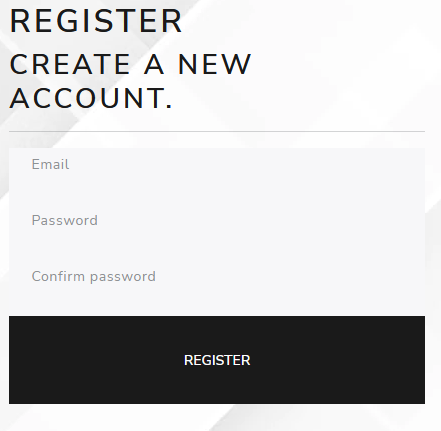 REGISTER
CREATE A NEW
ACCOUNT.
Email
Password
Confirm password
REGISTER